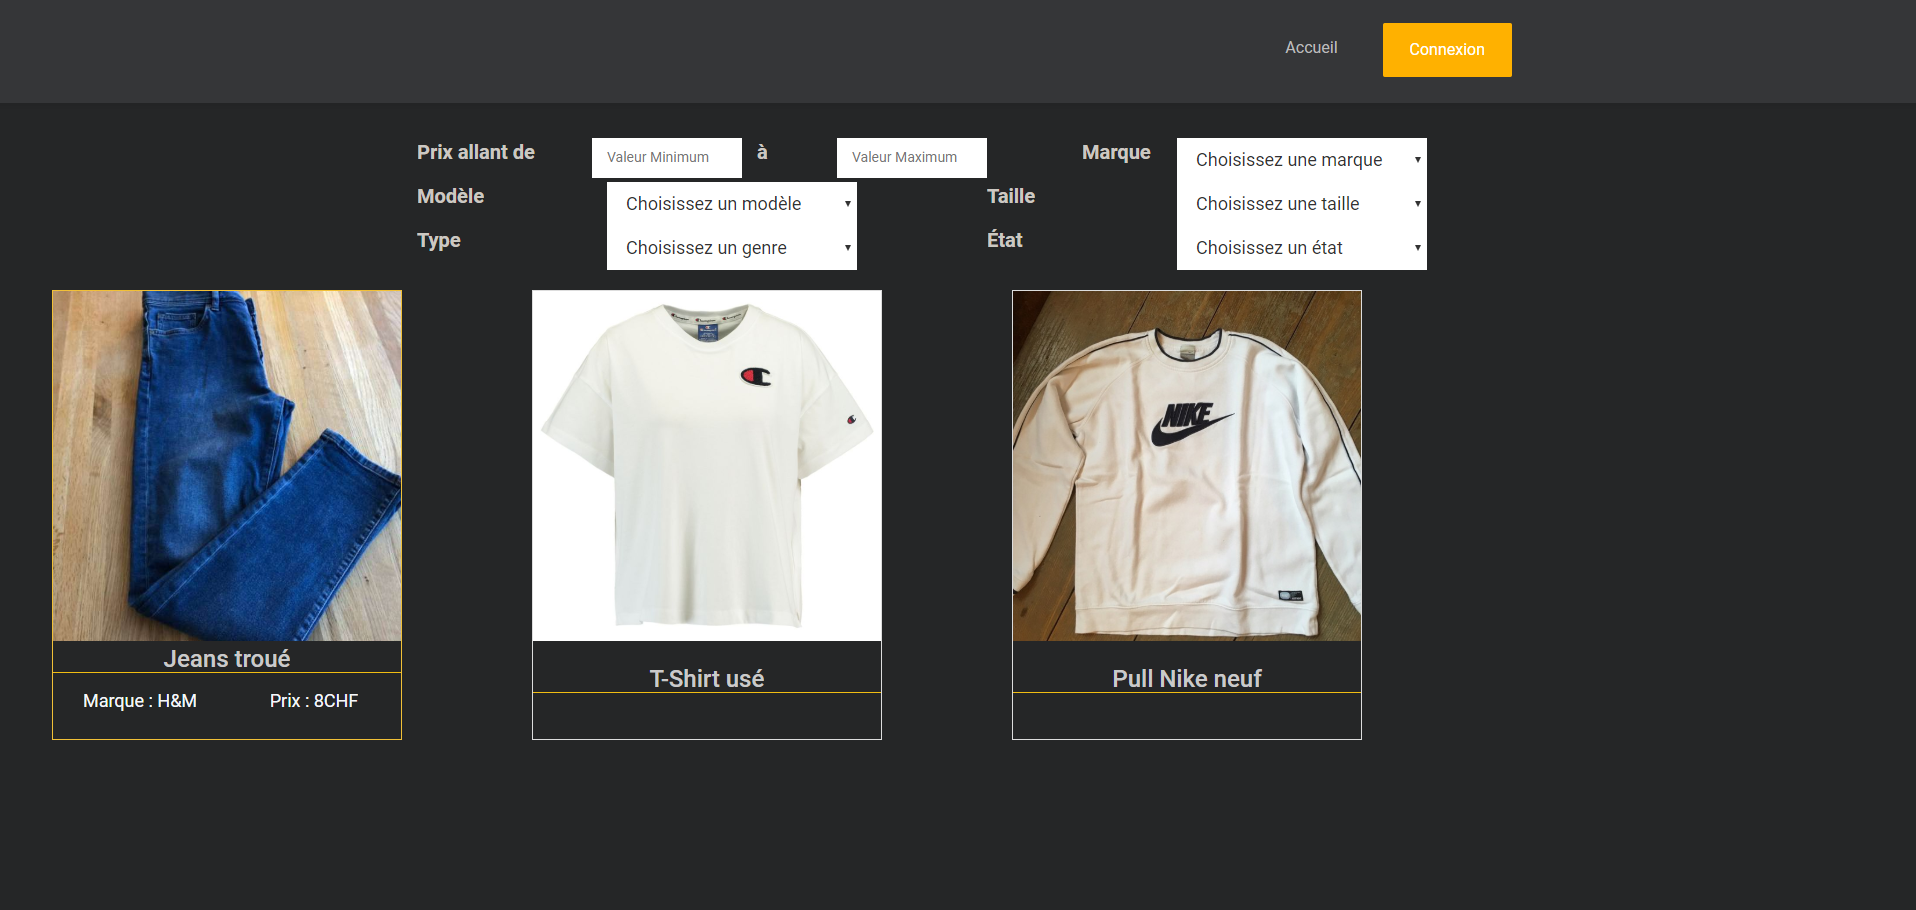 Accueil
Connexion
Prix allant de
Valeur Minimum
à
Valeur Maximum
Marque
Choisissez une marque
Modèle
Choisissez un modèle
Taille
Choisissez une taille
Type
Choisissez un genre
État
Choisissez un état
NIKE
Jeans troué
Marque : H&M
Prix : 8CHF
T-Shirt usé
Pull Nike neuf